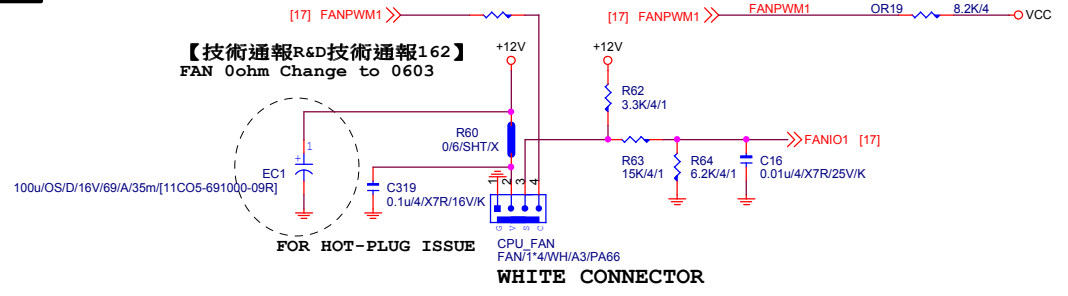 [17] FANPWM1
[17] FANPWM1
FANPWM1
OR19
8.2K/4
VCC
【技術通報R&D技術通報162】
FAN 0ohm Change to 0603
+12V
+12V
R62
3.3K/4/1
R60
0/6/SHT/X
FANIO1 [17]
1
+
EC1
100u/OS/D/16V/69/A/35m/[11CO5-691000-09R]
C319
0.1u/4/X7R/16V/K
R63
15K/4/1
R64
6.2K/4/1
C16
0.01u/4/X7R/25V/K
1 2 3 4
G V S C
FOR HOT-PLUG ISSUE
CPU_FAN
FAN/1*4/WH/A3/PA66
WHITE CONNECTOR